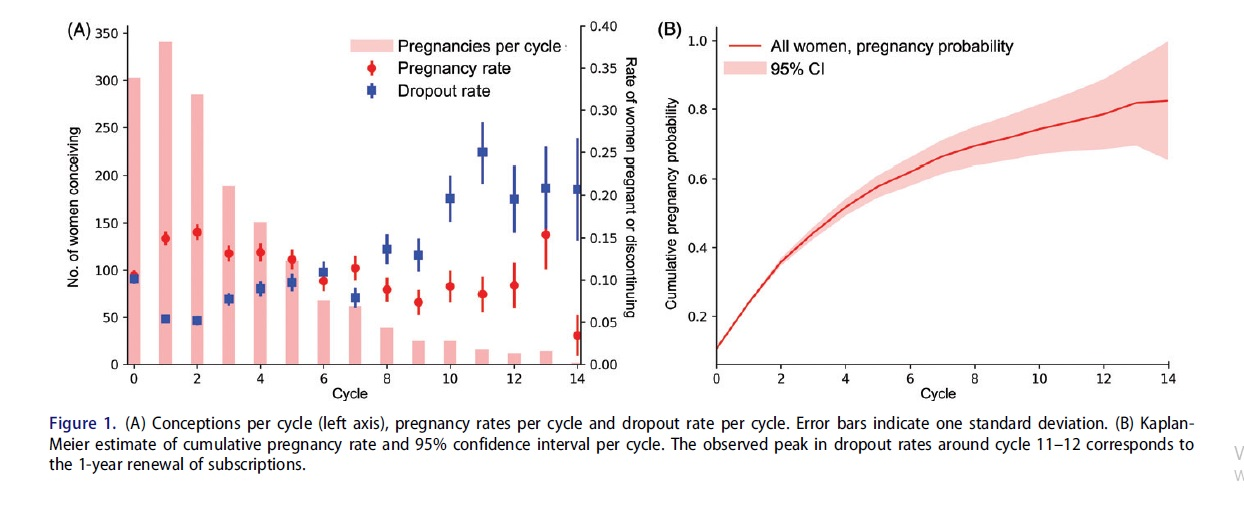 (A)
350
300
250
200
150
100
50
0
No. of women conceiving
Pregnancies per cycle
Pregnancy rate
Dropout rate
0.40
0.35
0.30
0.25
0.20
0.15
0.10
0.05
0.00
Rate of women pregnant or discontinuing
0 2 4 6 8 10 12 14
Cycle
(B)
1.0
0.8
0.6
0.4
0.2
Cumulative pregnancy probability
All women, pregnancy probability
95% CI
0 2 4 6 8 10 12 14
Cycle
Figure 1. (A) Conceptions per cycle (left axis), pregnancy rates per cycle and dropout rate per cycle. Error bars indicate one standard deviation. (B) Kaplan-
Meier estimate of cumulative pregnancy rate and 95% confidence interval per cycle. The observed peak in dropout rates around cycle 11–12 corresponds to
the 1-year renewal of subscriptions.